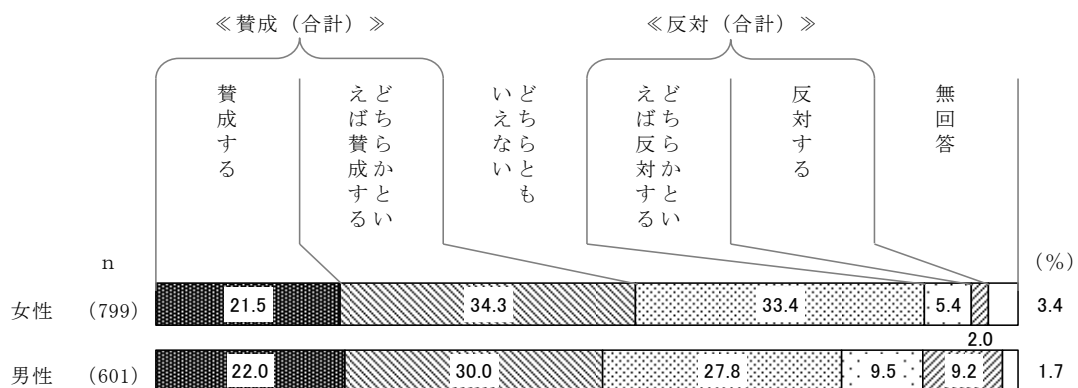 ≪賛成（合計）≫
≪反対（合計）≫
賛成する
どちらかとい
えば賛成する
どちらとも
いえない
どちらかとい
えば反対する
反対する
無回答
n
(%)
女性 (799) 21.5 34.3 33.4 5.4 2.0 3.4
男性 (601) 22.0 30.0 27.8 9.5 9.2 1.7